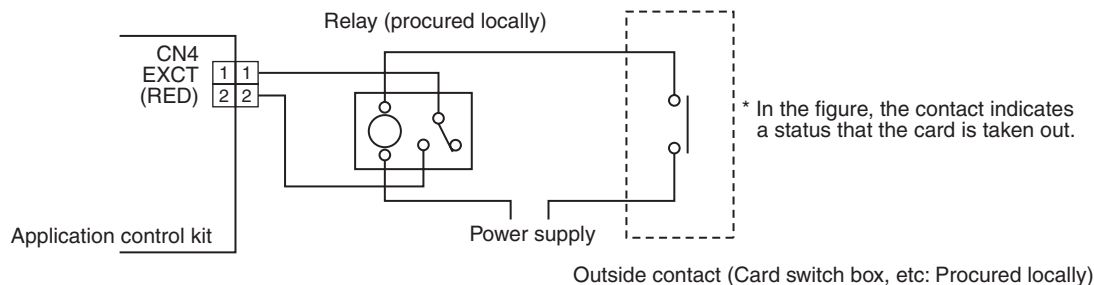 Relay (procured locally)
CN4
EXCT
(RED)
1 1
2 2
* In the figure, the contact indicates
a status that the card is taken out.
Application control kit
Power supply
Outside contact (Card switch box, etc: Procured locally)